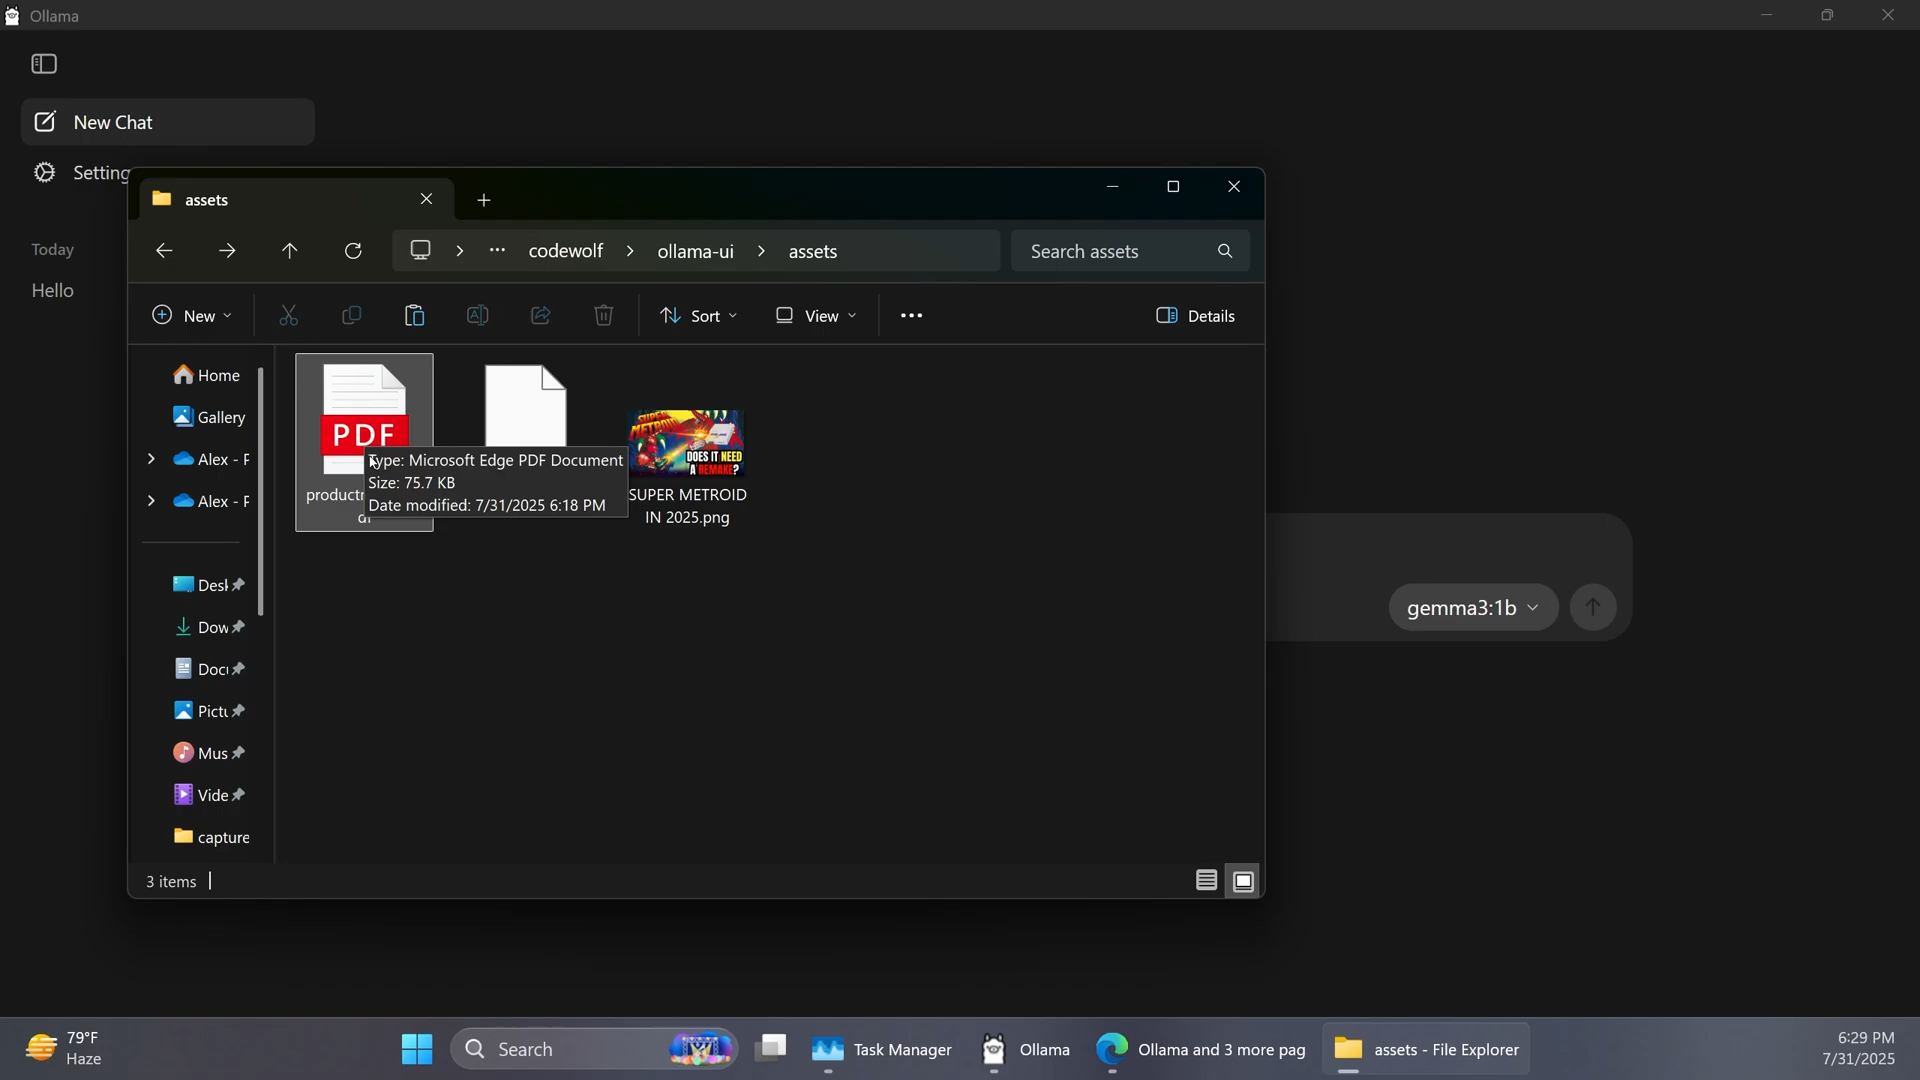 Ollama
New Chat
Setting
assets
codewolf
ollama-ui
assets
Search assets
Today
Hello
New
Sort
View
Details
Home
Gallery
Alex - F
Alex - F
Desk
Dow
Docu
Pictu
Mus
Vide
capture
PDF
Type: Microsoft Edge PDF Document
Size: 75.7 KB
Date modified: 7/31/2025 6:18 PM
SUPER METROID
DOES IT NEED
A REMAKE?
SUPER METROID
IN 2025.png
gemma3:1b
3 items
79°F
Haze
Search
Task Manager
Ollama
Ollama and 3 more pag
assets - File Explorer
6:29 PM
7/31/2025